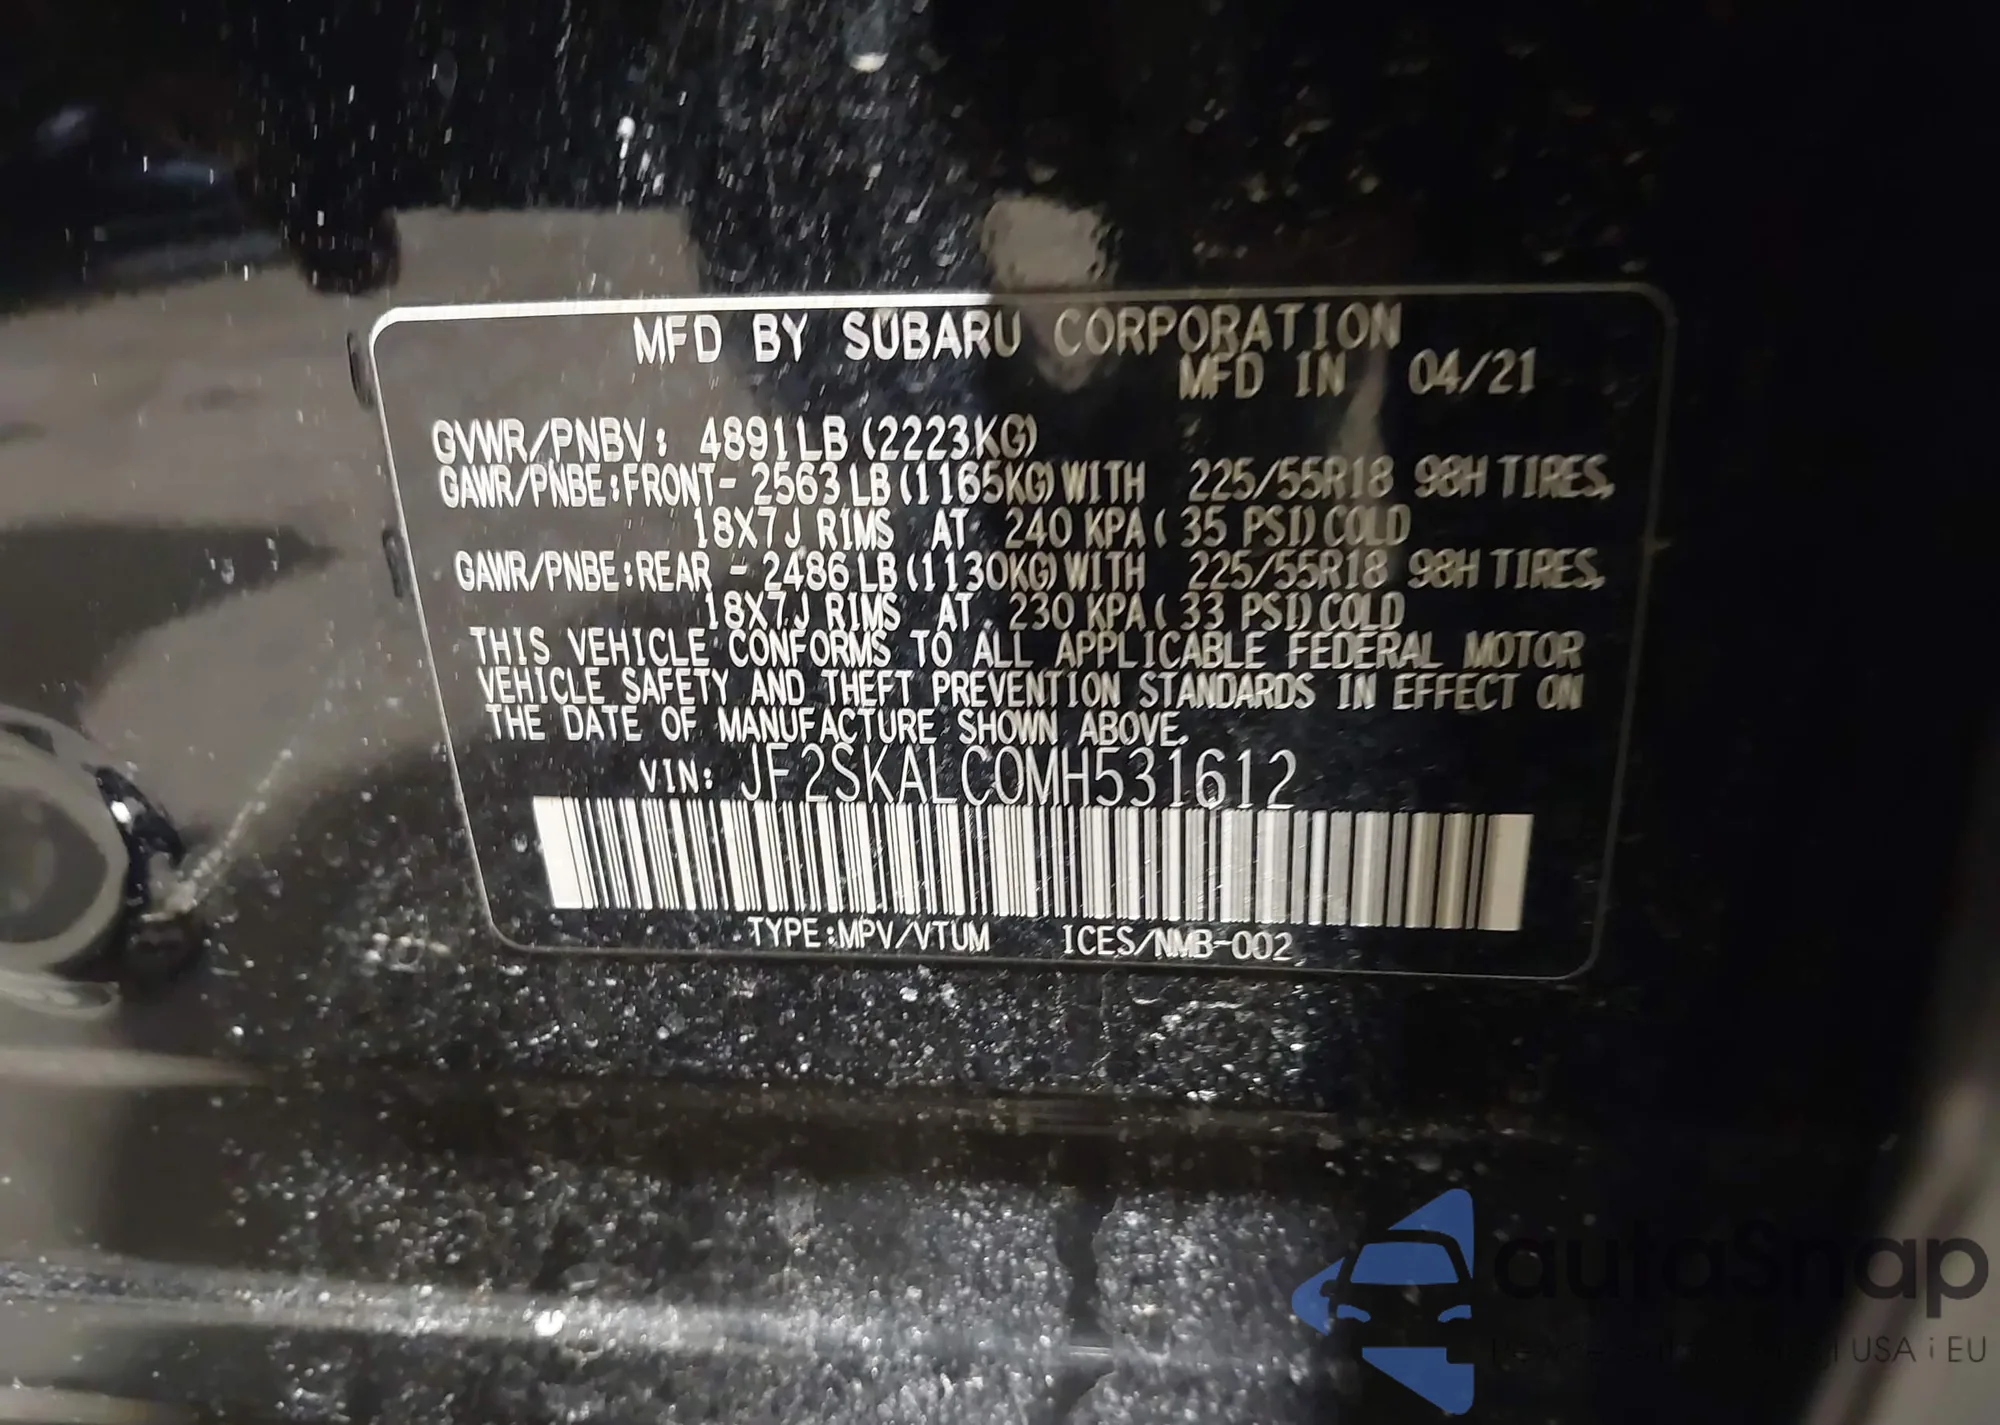 MFD BY SUBARU CORPORATION
MFD IN 04/21
GVWR/PNBV: 4891LB (2223KG)
GAWR/PNBE:FRONT- 2563LB(1165KG)WITH 225/55R18 98H TIRES,
18X7J RIMS AT 240 KPA( 35 PSI)COLD
GAWR/PNBE:REAR - 2486LB(1130KG)WITH 225/55R18 98H TIRES,
18X7J RIMS AT 230 KPA( 33 PSI)COLD
THIS VEHICLE CONFORMS TO ALL APPLICABLE FEDERAL MOTOR
VEHICLE SAFETY AND THEFT PREVENTION STANDARDS IN EFFECT ON
THE DATE OF MANUFACTURE SHOWN ABOVE.
VIN: JF2SKALC0MH531612
TYPE:MPV/VTUM ICES/NMB-002
autoSnap
USA i EU